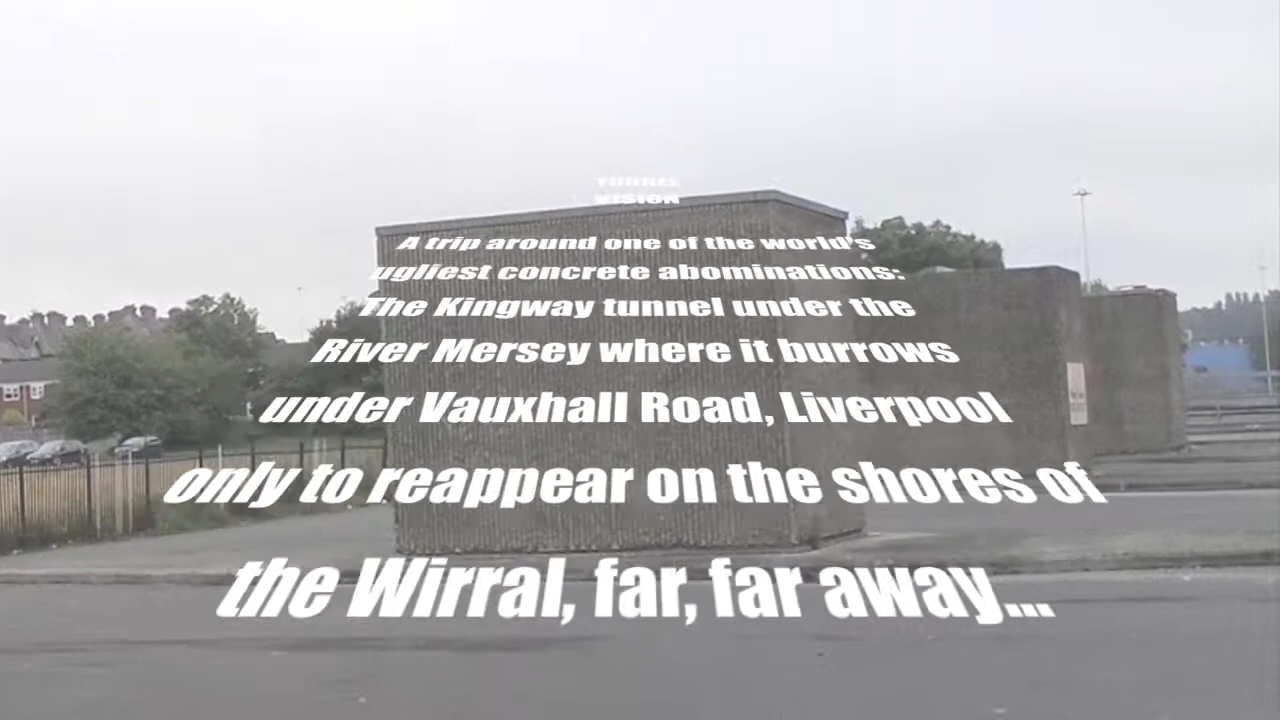 TUNNEL
VISION
A trip around one of the world's
ugliest concrete abominations:
The Kingway tunnel under the
River Mersey where it burrows
under Vauxhall Road, Liverpool
only to reappear on the shores of
the Wirral, far, far away...